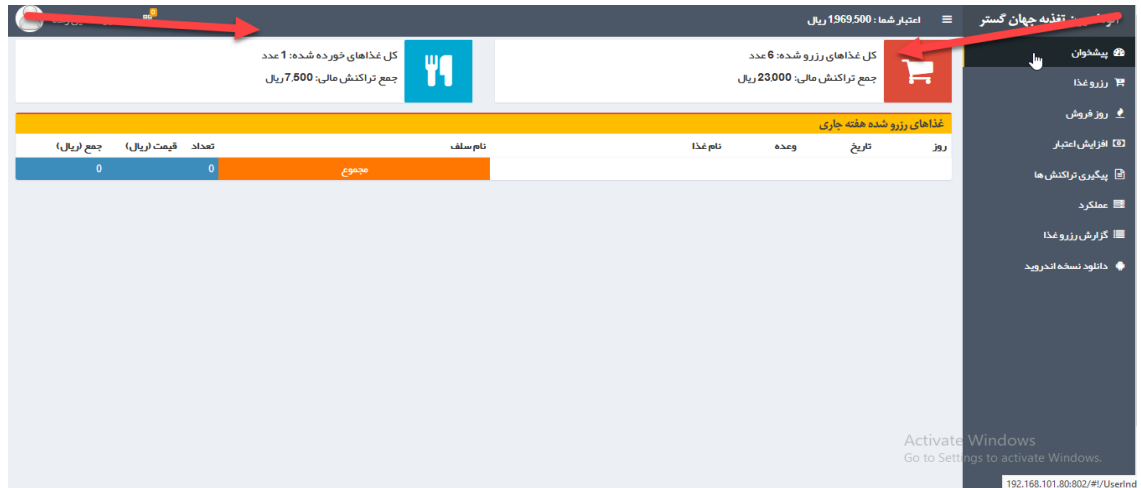 تغذیه جهان گستر
اعتبار شما : 1,969,500 ریال
0
پیشخوان
رزرو غذا
روز فروش
افزایش اعتبار
پیگیری تراکنش ها
عملکرد
گزارش رزرو غذا
دانلود نسخه اندروید
کل غذاهای رزرو شده: 6 عدد
جمع تراکنش مالی: 23,000 ریال
کل غذاهای خورده شده: 1 عدد
جمع تراکنش مالی: 7,500 ریال
غذاهای رزرو شده هفته جاری
روز تاریخ وعده نام غذا نام سلف تعداد قیمت (ریال) جمع (ریال)
مجموع 0 0
Activate Windows
Go to Settings to activate Windows.
192.168.101.80:802/#!/UserInd